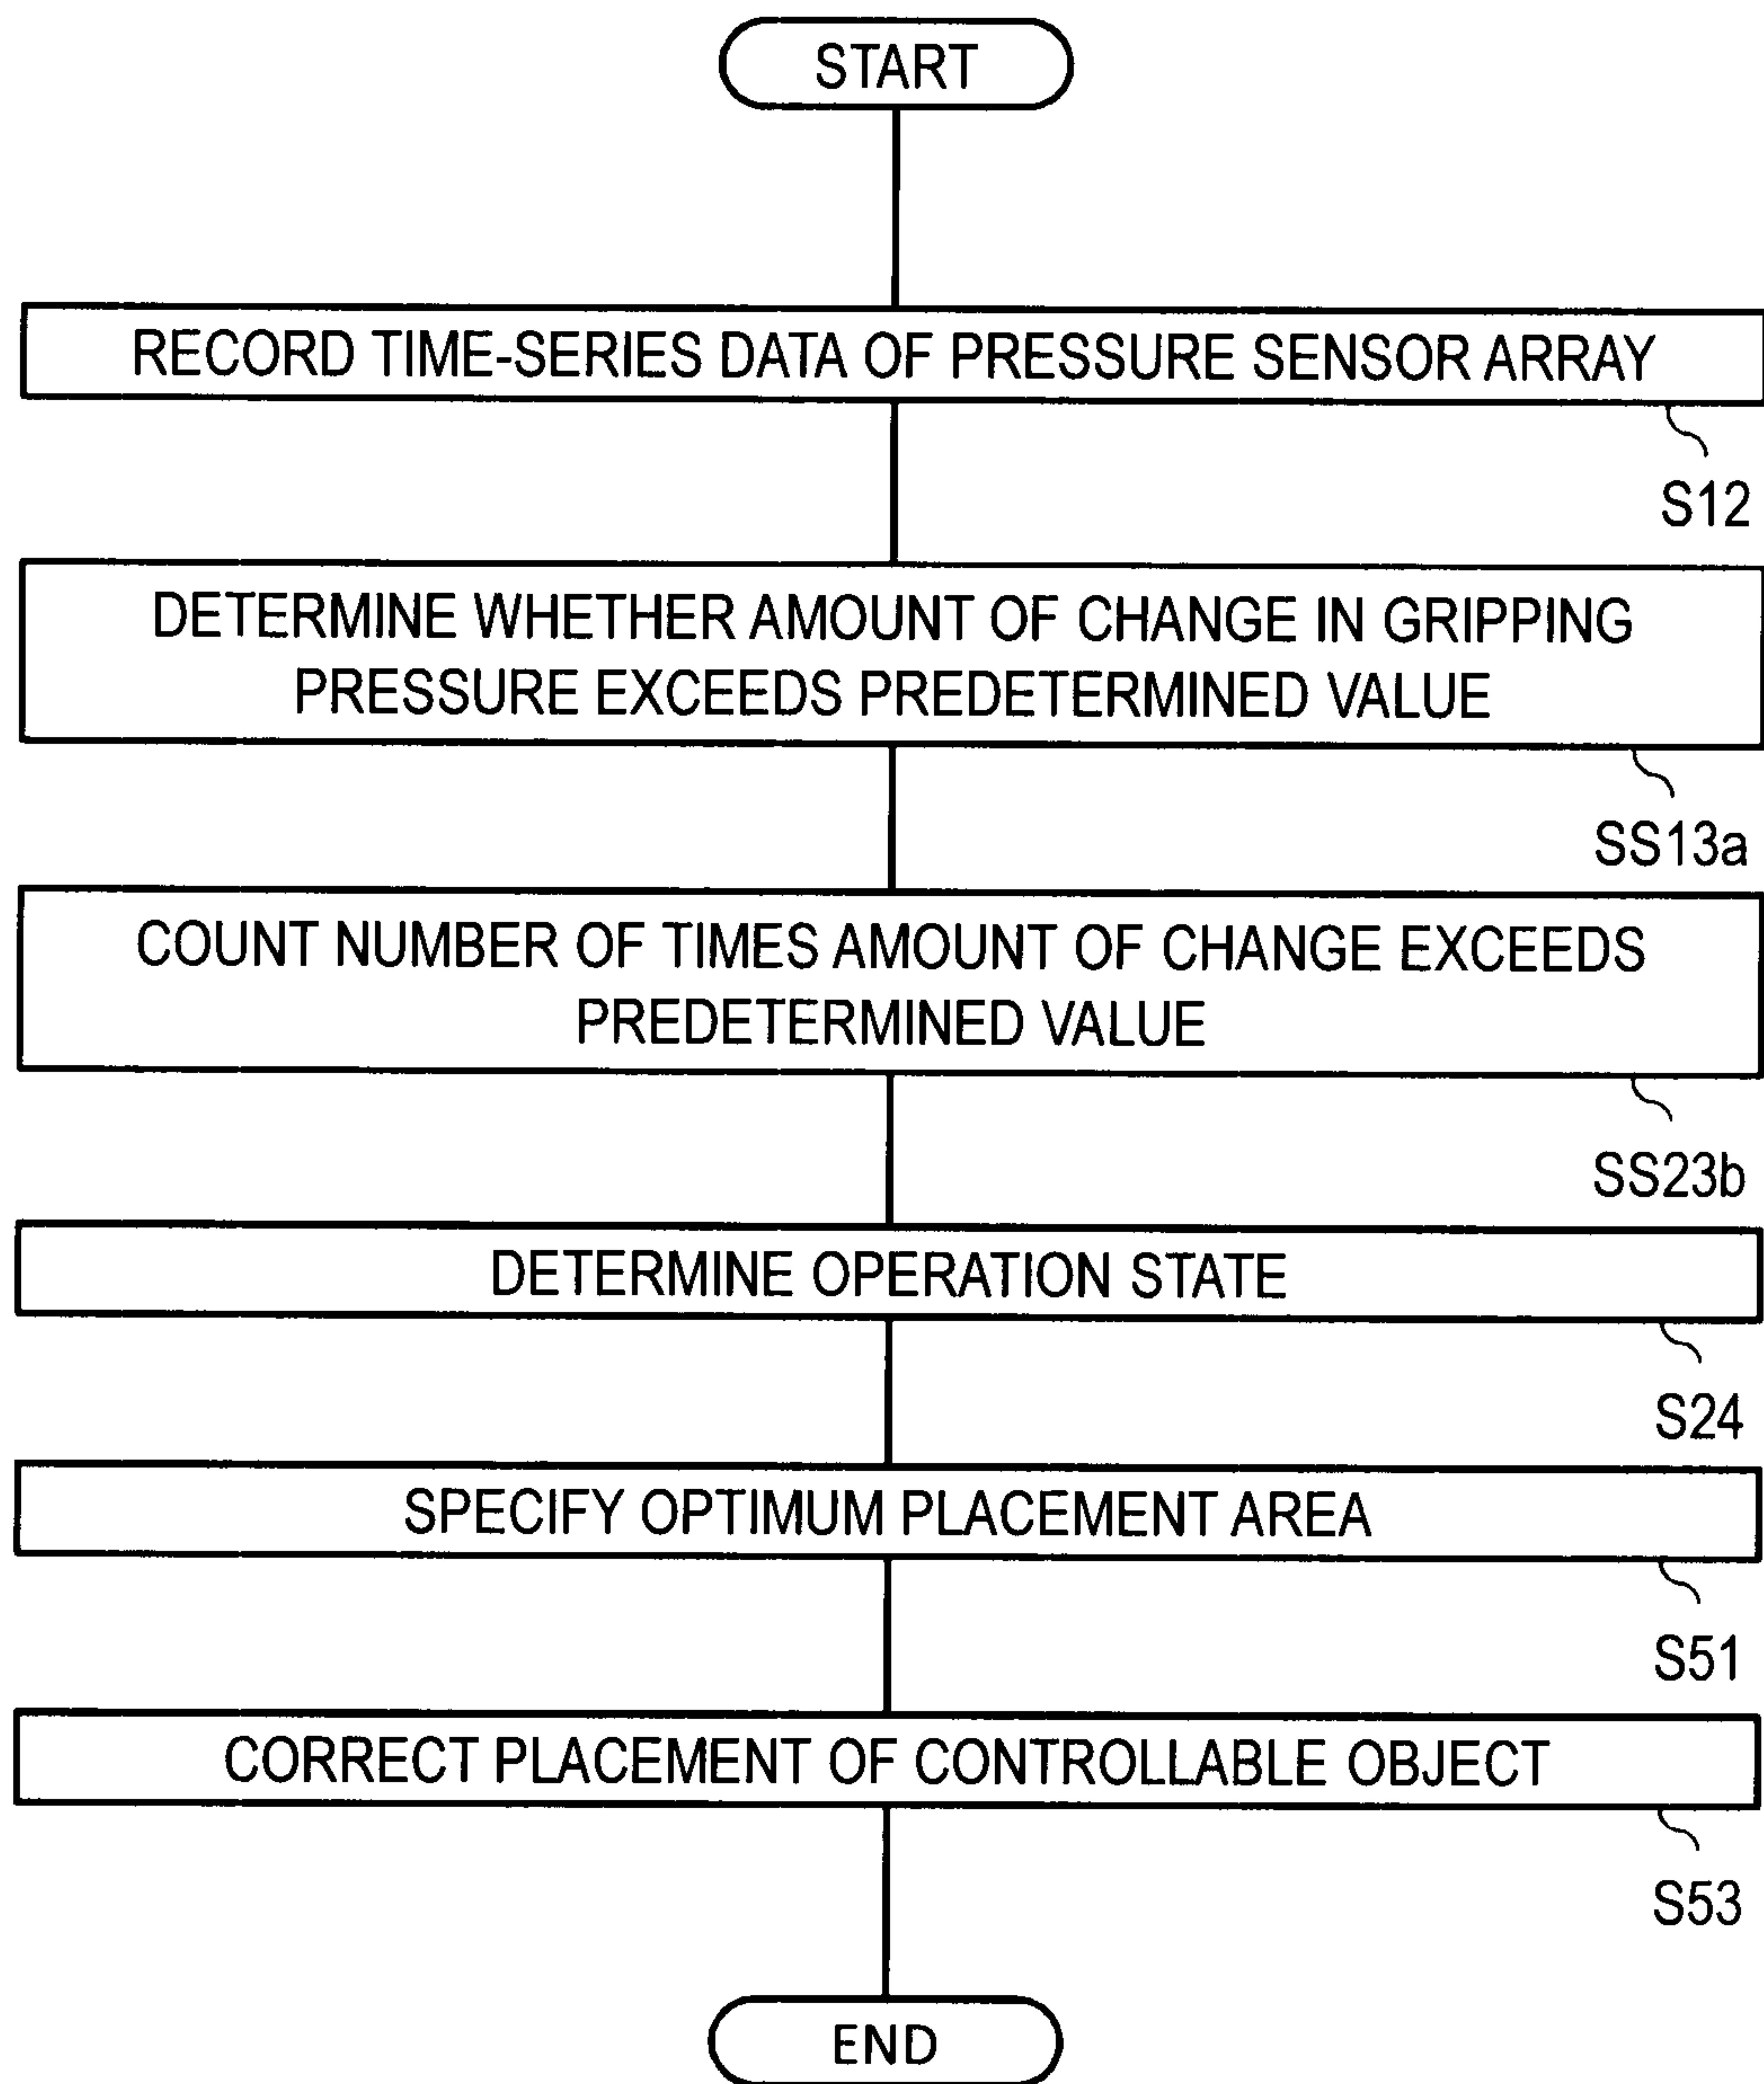 START
RECORD TIME-SERIES DATA OF PRESSURE SENSOR ARRAY
S12
DETERMINE WHETHER AMOUNT OF CHANGE IN GRIPPING
PRESSURE EXCEEDS PREDETERMINED VALUE
SS13a
COUNT NUMBER OF TIMES AMOUNT OF CHANGE EXCEEDS
PREDETERMINED VALUE
SS23b
DETERMINE OPERATION STATE
S24
SPECIFY OPTIMUM PLACEMENT AREA
S51
CORRECT PLACEMENT OF CONTROLLABLE OBJECT
S53
END